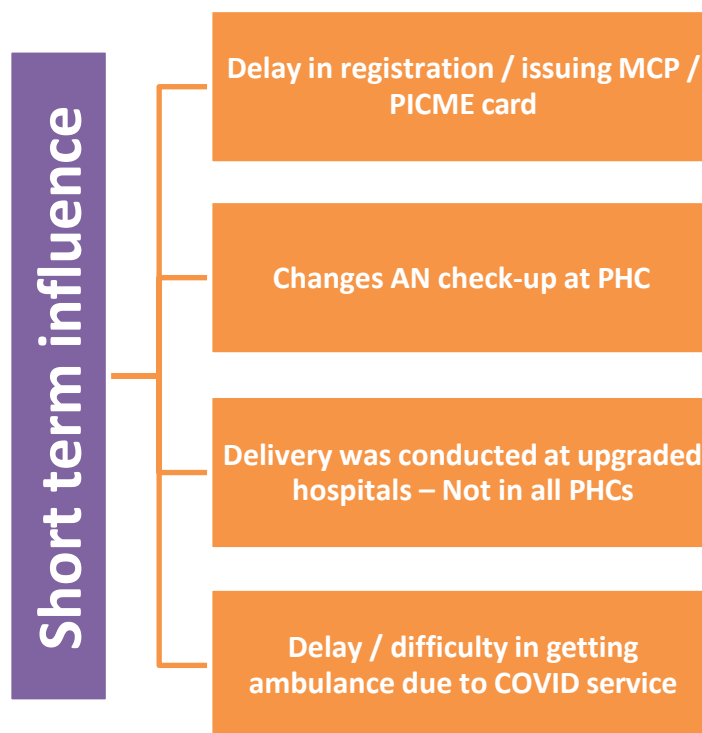 Short term influence
Delay in registration / issuing MCP /
PICME card
Changes AN check-up at PHC
Delivery was conducted at upgraded
hospitals – Not in all PHCs
Delay / difficulty in getting
ambulance due to COVID service